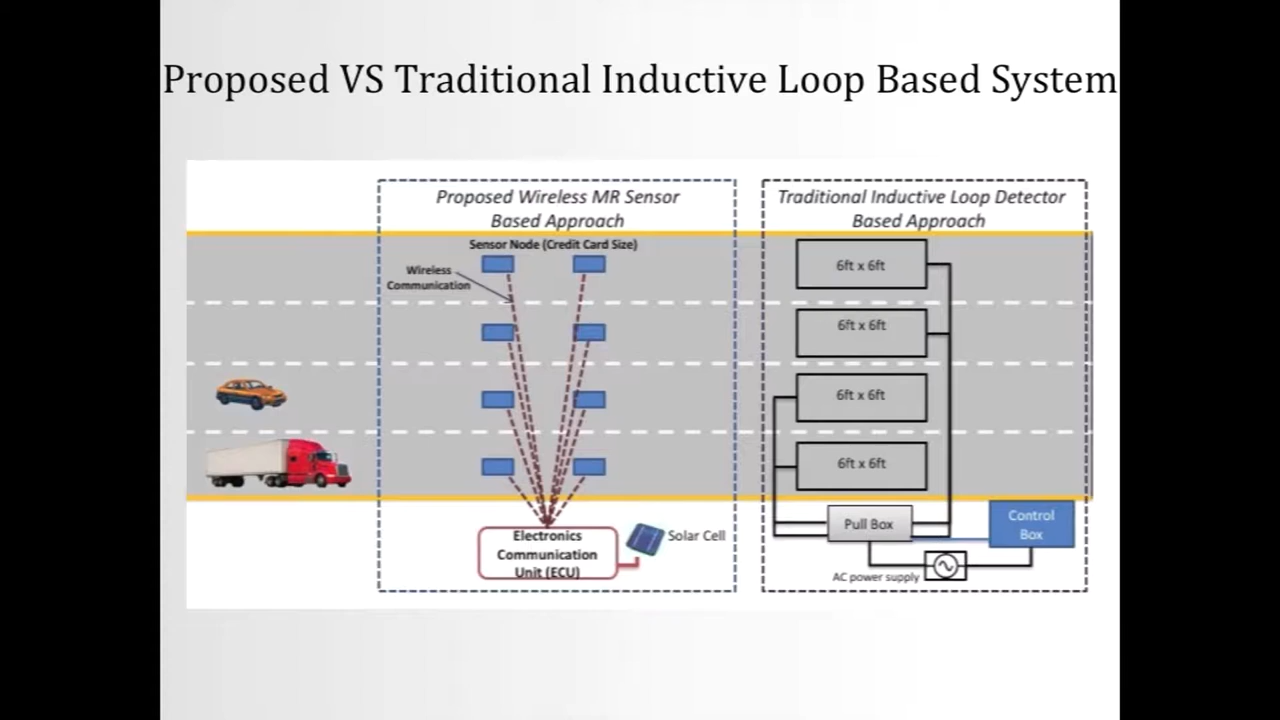 Proposed VS Traditional Inductive Loop Based System
Proposed Wireless MR Sensor
Based Approach
Sensor Node (Credit Card Size)
Wireless
Communication
Electronics
Communication
Unit (ECU)
Solar Cell
Traditional Inductive Loop Detector
Based Approach
6ft x 6ft
6ft x 6ft
6ft x 6ft
6ft x 6ft
Pull Box
Control
Box
AC power supply